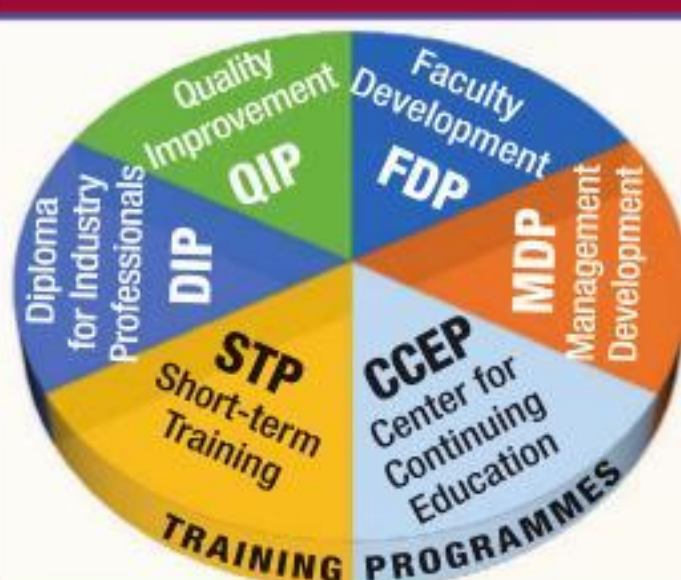 Quality
Improvement
QIP
Faculty
Development
FDP
MDP
Management
Development
CCEP
Center for
Continuing
Education
STP
Short-term
Training
Diploma
for Industry
Professionals
DIP
TRAINING PROGRAMMES